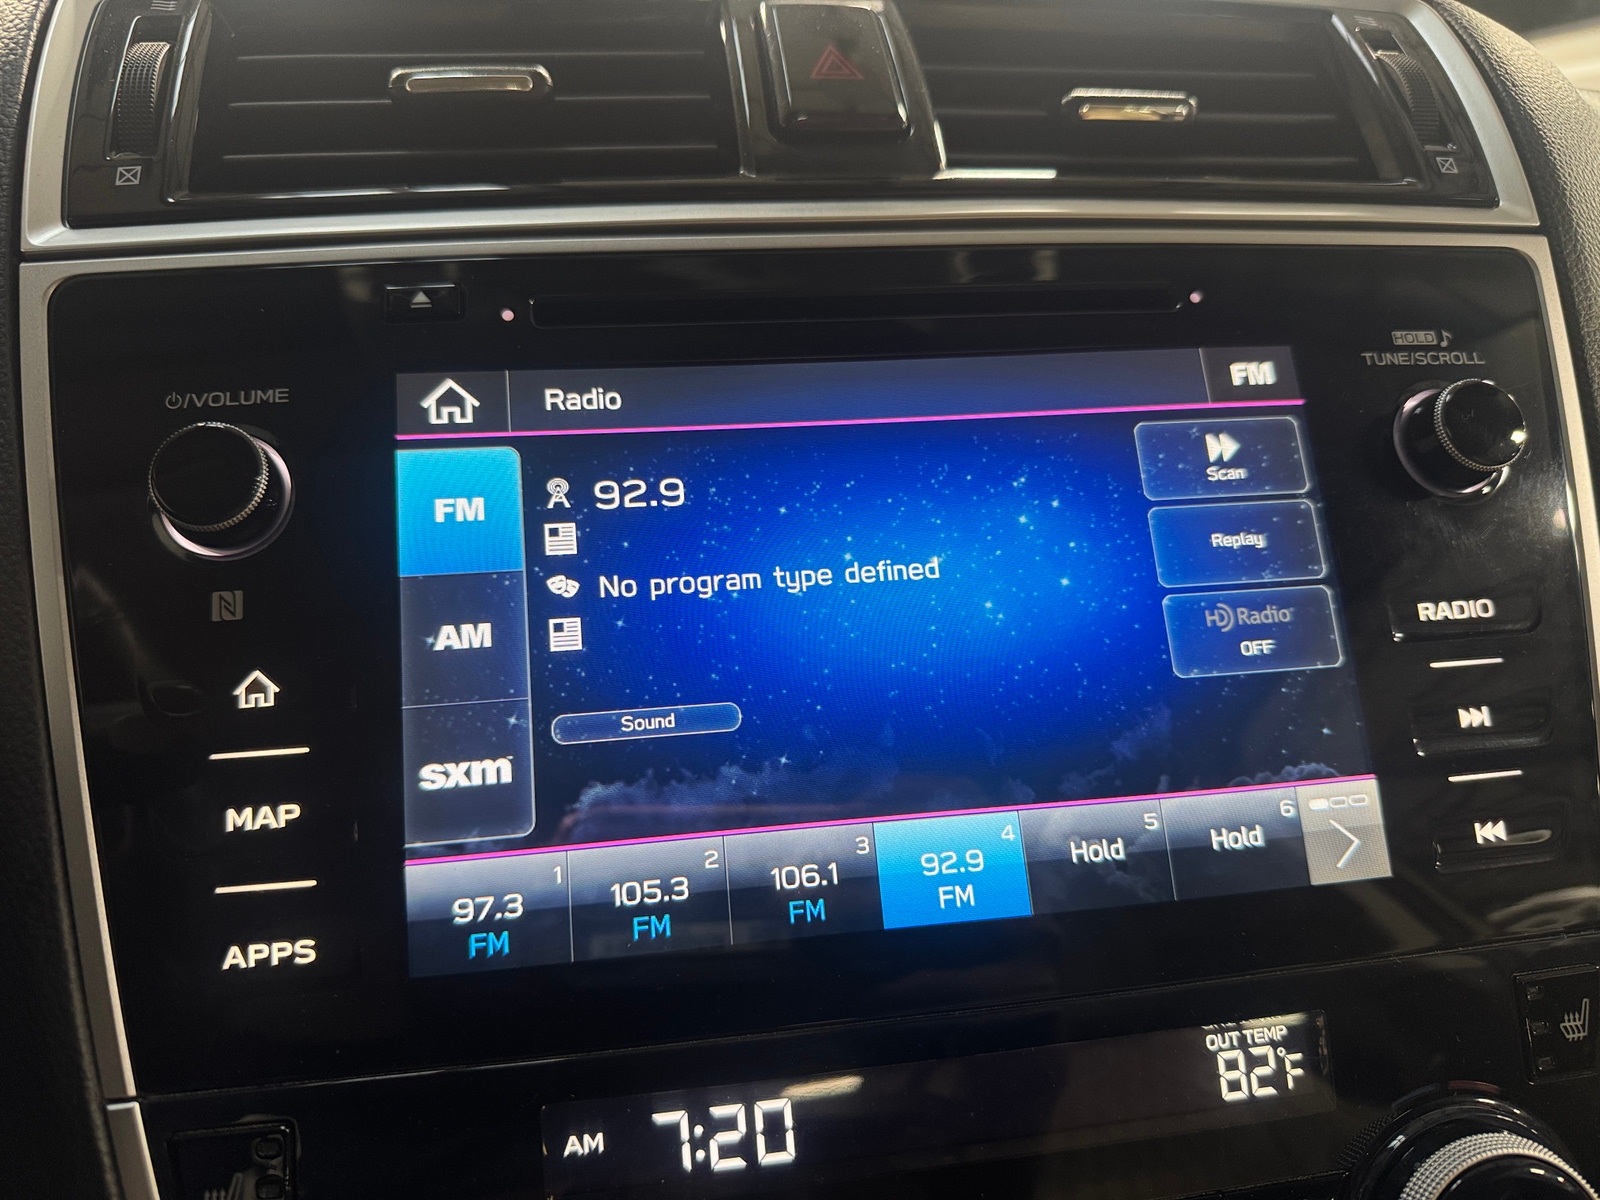 HOLD
TUNE/SCROLL
/VOLUME
Radio
FM
FM
92.9
Scan
Replay
No program type defined
HD Radio
OFF
AM
RADIO
Sound
sxm
MAP
APPS
1
97.3
FM
2
105.3
FM
3
106.1
FM
4
92.9
FM
5
Hold
6
Hold
OUT TEMP
82°F
AM 7:20